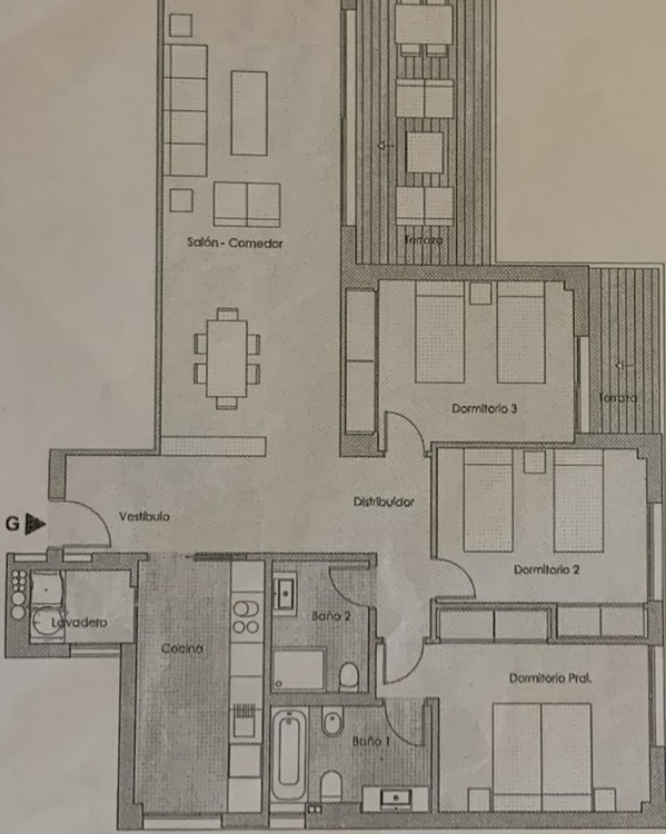 Terraza
Salón - Comedor
Terraza
Dormitorio 3
Distribuidor
Vestíbulo
G
Dormitorio 2
Baño 2
Lavadero
Cocina
Dormitorio Pral.
Baño 1